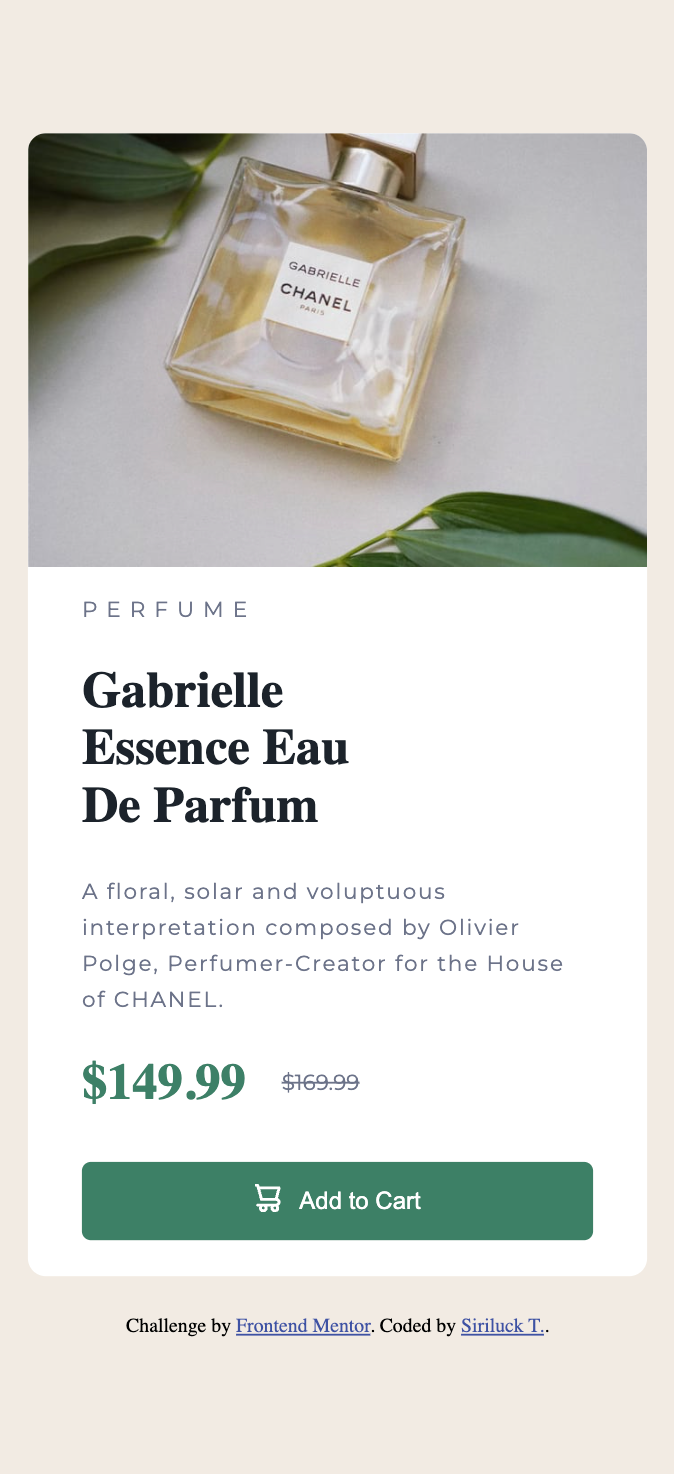 GABRIELLE
CHANEL
PARIS
PERFUME
Gabrielle
Essence Eau
De Parfum
A floral, solar and voluptuous
interpretation composed by Olivier
Polge, Perfumer-Creator for the House
of CHANEL.
$149.99 $169.99
Add to Cart
Challenge by Frontend Mentor. Coded by Siriluck T..